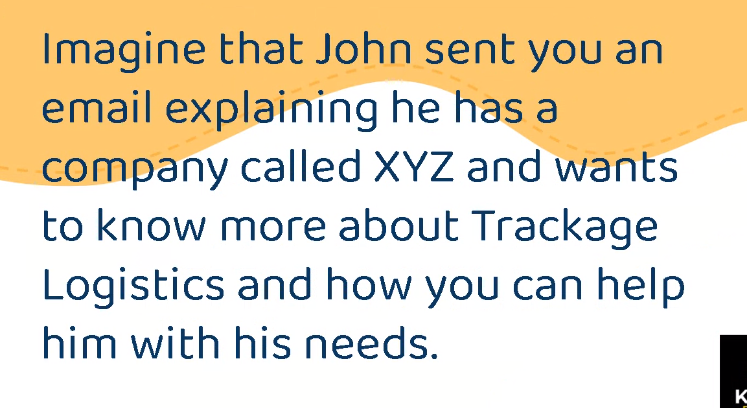 Imagine that John sent you an
email explaining he has a
company called XYZ and wants
to know more about Trackage
Logistics and how you can help
him with his needs.
K